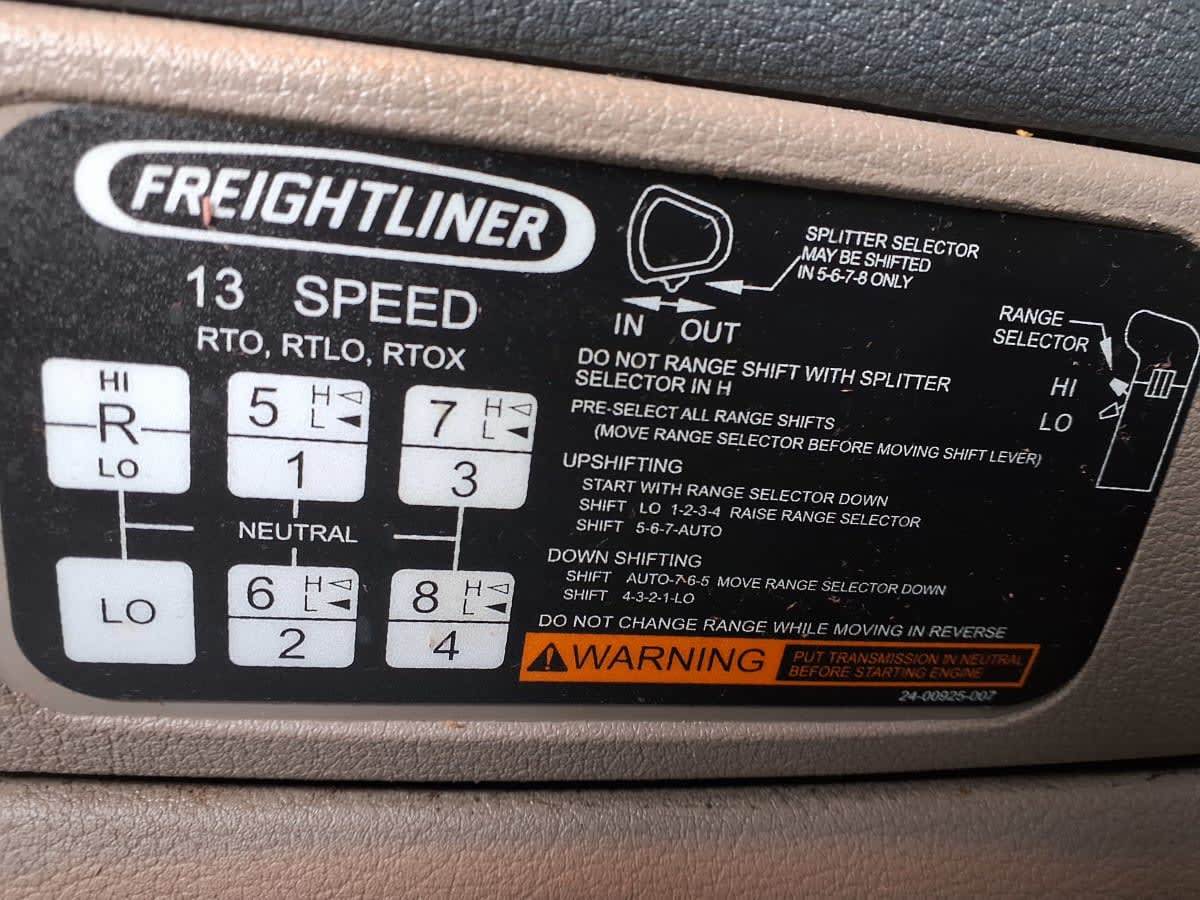 FREIGHTLINER
13 SPEED
RTO, RTLO, RTOX
HI
R
LO
5 H
L
1
7 H
L
3
NEUTRAL
LO
6 H
L
2
8 H
L
4
SPLITTER SELECTOR
MAY BE SHIFTED
IN 5-6-7-8 ONLY
IN OUT
RANGE
SELECTOR
HI
LO
DO NOT RANGE SHIFT WITH SPLITTER
SELECTOR IN H
PRE-SELECT ALL RANGE SHIFTS
(MOVE RANGE SELECTOR BEFORE MOVING SHIFT LEVER)
UPSHIFTING
START WITH RANGE SELECTOR DOWN
SHIFT LO 1-2-3-4 RAISE RANGE SELECTOR
SHIFT 5-6-7-AUTO
DOWN SHIFTING
SHIFT AUTO-7-6-5 MOVE RANGE SELECTOR DOWN
SHIFT 4-3-2-1-LO
DO NOT CHANGE RANGE WHILE MOVING IN REVERSE
WARNING
PUT TRANSMISSION IN NEUTRAL
BEFORE STARTING ENGINE
24-00925-007